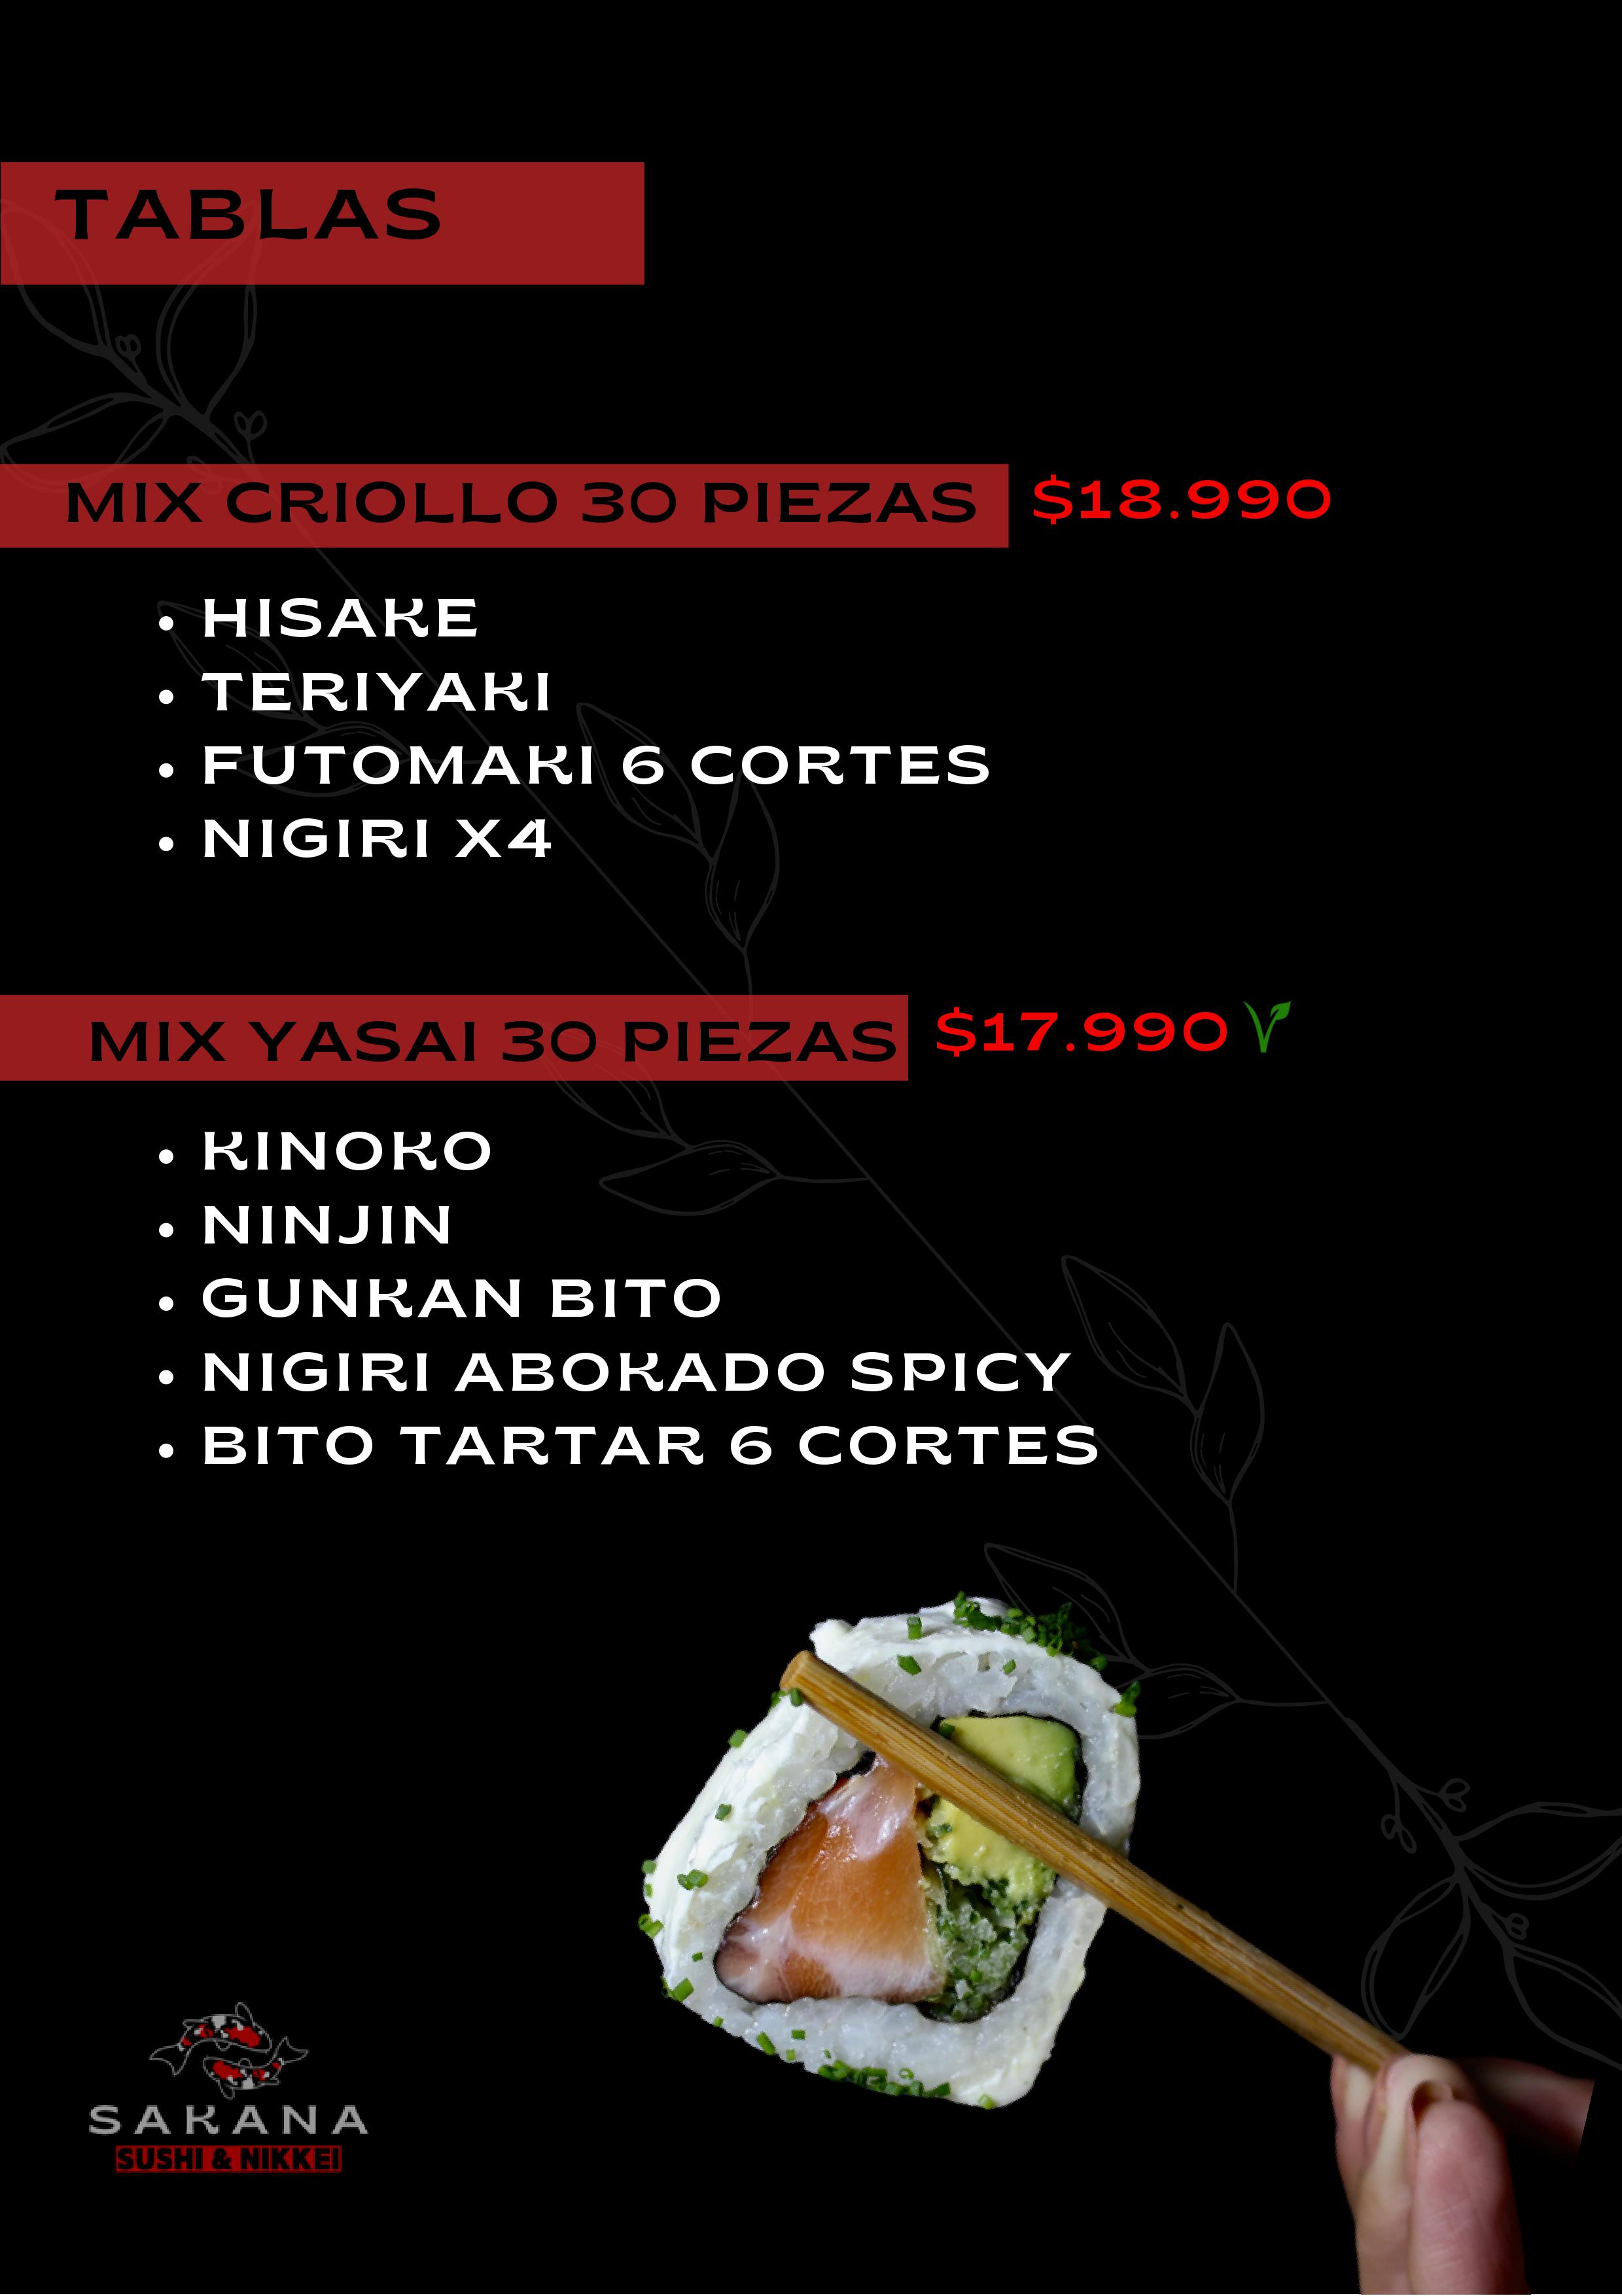 TABLAS
MIX CRIOLLO 30 PIEZAS $18.990
HISAKE
TERIYAKI
FUTOMAKI 6 CORTES
NIGIRI X4
MIX YASAI 30 PIEZAS $17.990
KINOKO
NINJIN
GUNKAN BITO
NIGIRI ABOKADO SPICY
BITO TARTAR 6 CORTES
SAKANA
SUSHI & NIKKEI